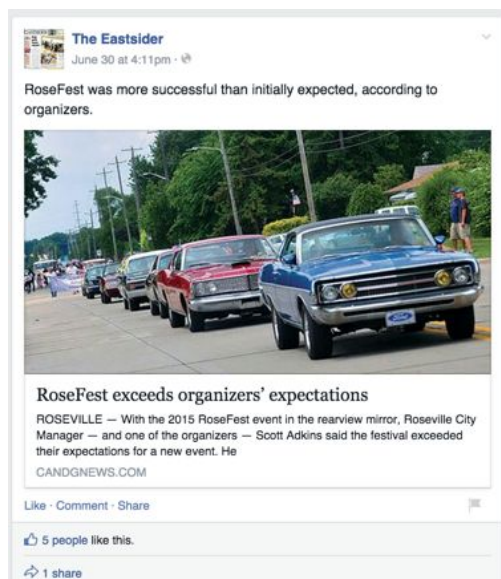 The Eastsider
June 30 at 4:11pm ·
RoseFest was more successful than initially expected, according to
organizers.
Ford
RoseFest exceeds organizers' expectations
ROSEVILLE — With the 2015 RoseFest event in the rearview mirror, Roseville City
Manager — and one of the organizers — Scott Adkins said the festival exceeded
their expectations for a new event. He
CANDGNEWS.COM
Like · Comment · Share
5 people like this.
1 share